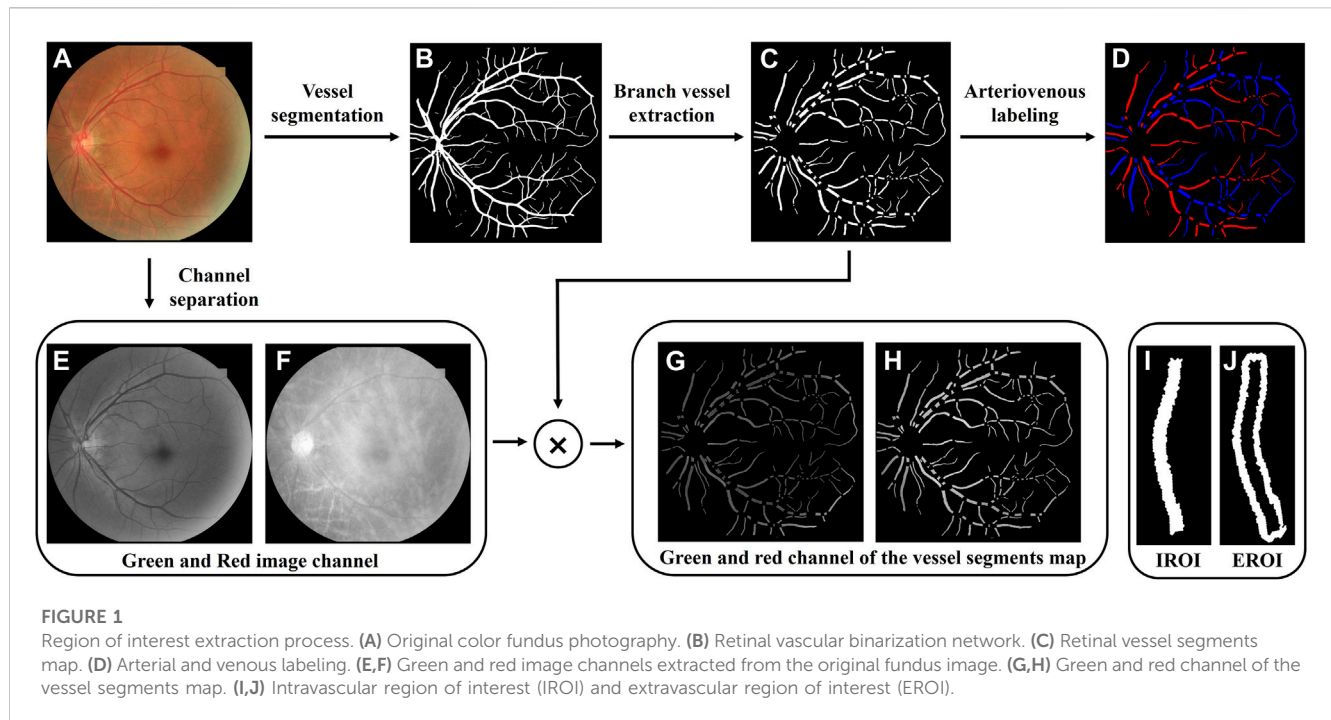 A
Vessel
segmentation
B
Branch vessel
extraction
C
Arteriovenous
labeling
D
Channel
separation
E
F
Green and Red image channel
×
G
H
Green and red channel of the vessel segments map
I
J
IROI
EROI
FIGURE 1
Region of interest extraction process. (A) Original color fundus photography. (B) Retinal vascular binarization network. (C) Retinal vessel segments
map. (D) Arterial and venous labeling. (E,F) Green and red image channels extracted from the original fundus image. (G,H) Green and red channel of the
vessel segments map. (I,J) Intravascular region of interest (IROI) and extravascular region of interest (EROI).